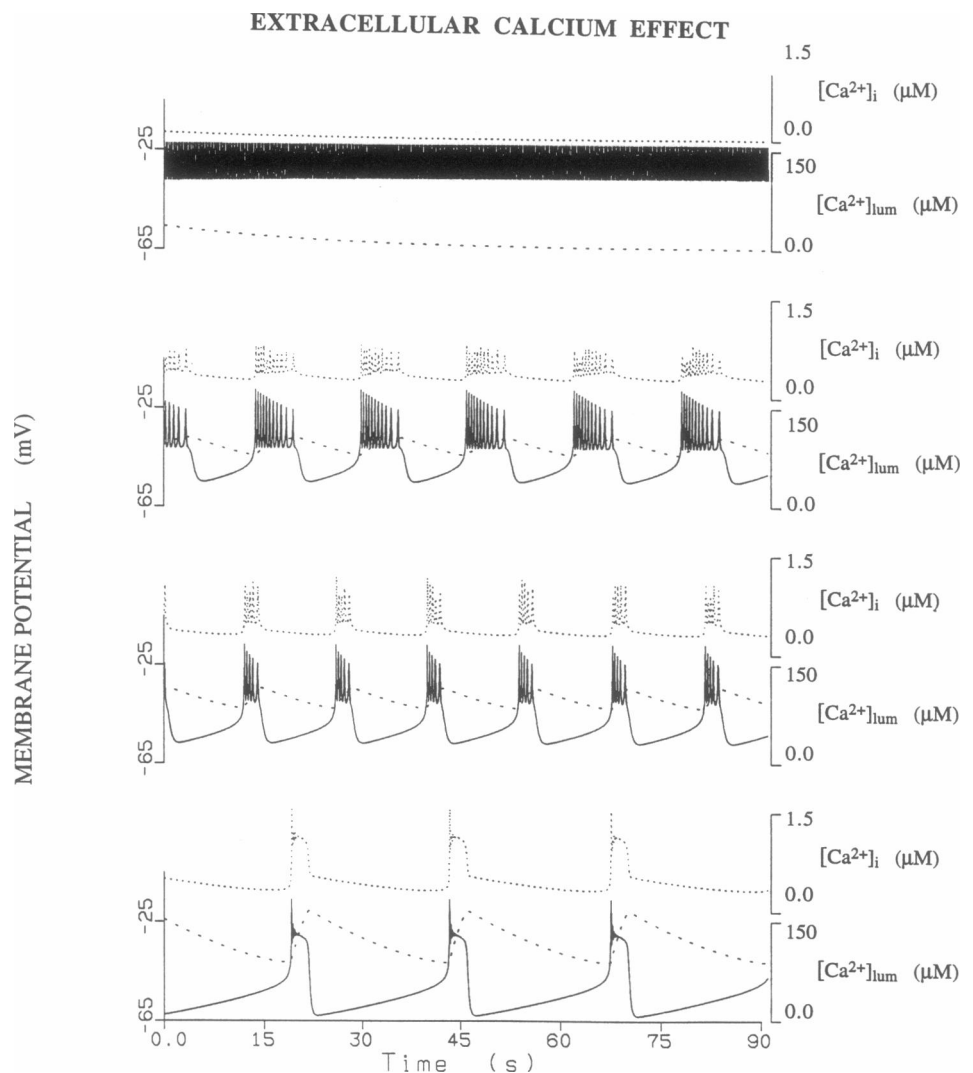 EXTRACELLULAR CALCIUM EFFECT
1.5
[Ca2+]i (μM)
0.0
-25
150
[Ca2+]lum (μM)
-65
0.0
1.5
[Ca2+]i (μM)
0.0
-25
150
[Ca2+]lum (μM)
-65
0.0
MEMBRANE POTENTIAL (mV)
1.5
[Ca2+]i (μM)
0.0
-25
150
[Ca2+]lum (μM)
-65
0.0
1.5
[Ca2+]i (μM)
0.0
-25
150
[Ca2+]lum (μM)
-65
0.0
0.0 15 30 45 60 75 90
Time (s)